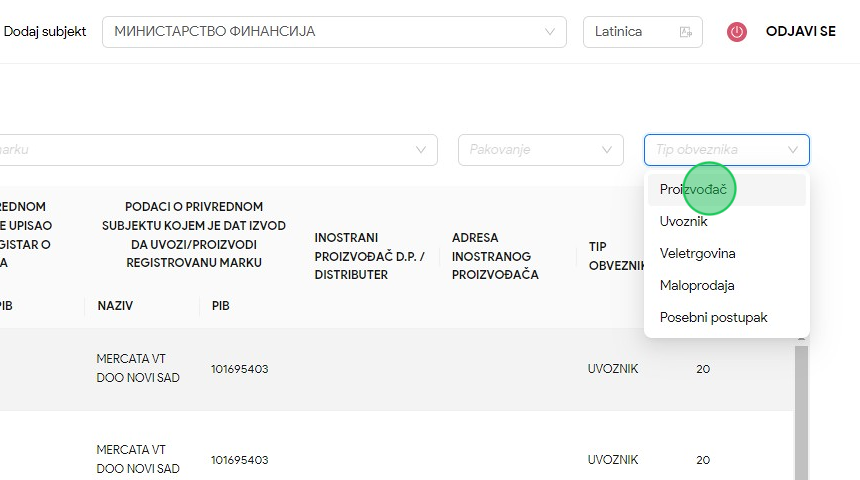 Dodaj subjekt
МИНИСТАРСТВО ФИНАНСИЈА
Latinica
ODJAVI SE
marku
Pakovanje
Tip obveznika
Proizvođač
Uvoznik
Veletrgovina
Maloprodaja
Posebni postupak
REDNOM
E UPISAO
GISTAR O
A
PODACI O PRIVREDNOM
SUBJEKTU KOJEM JE DAT IZVOD
DA UVOZI/PROIZVODI
REGISTROVANU MARKU
INOSTRANI
PROIZVOĐAČ D.P. /
DISTRIBUTER
ADRESA
INOSTRANOG
PROIZVOĐAČA
TIP
OBVEZNIK
PIB
NAZIV
PIB
MERCATA VT
DOO NOVI SAD
101695403
UVOZNIK
20
MERCATA VT
DOO NOVI SAD
101695403
UVOZNIK
20